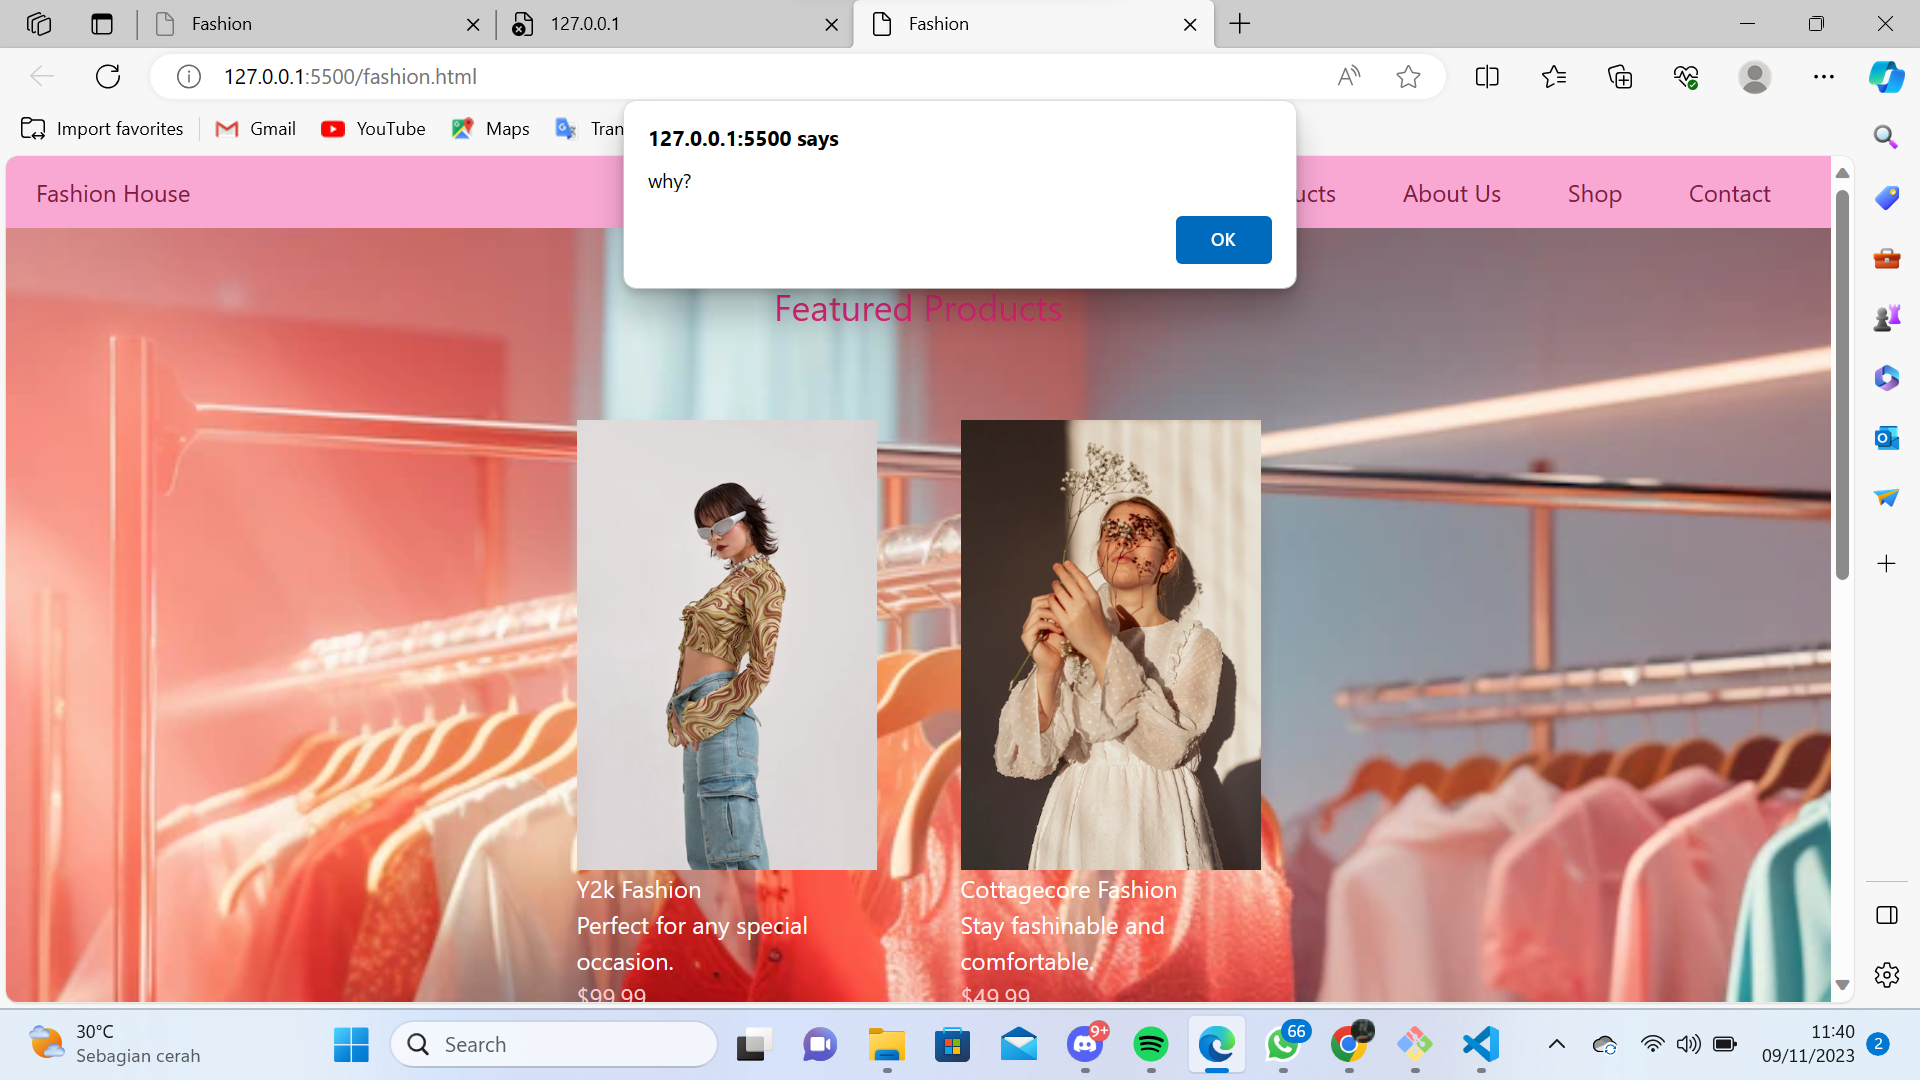 Fashion
127.0.0.1
Fashion
127.0.0.1:5500/fashion.html
Import favorites
Gmail
YouTube
Maps
Tran
127.0.0.1:5500 says
why?
OK
Fashion House
ucts
About Us
Shop
Contact
Featured Products
Y2k Fashion
Perfect for any special
occasion.
$99.99
Cottagecore Fashion
Stay fashinable and
comfortable.
$49.99
30°C
Sebagian cerah
Search
9+
66
11:40
09/11/2023
2